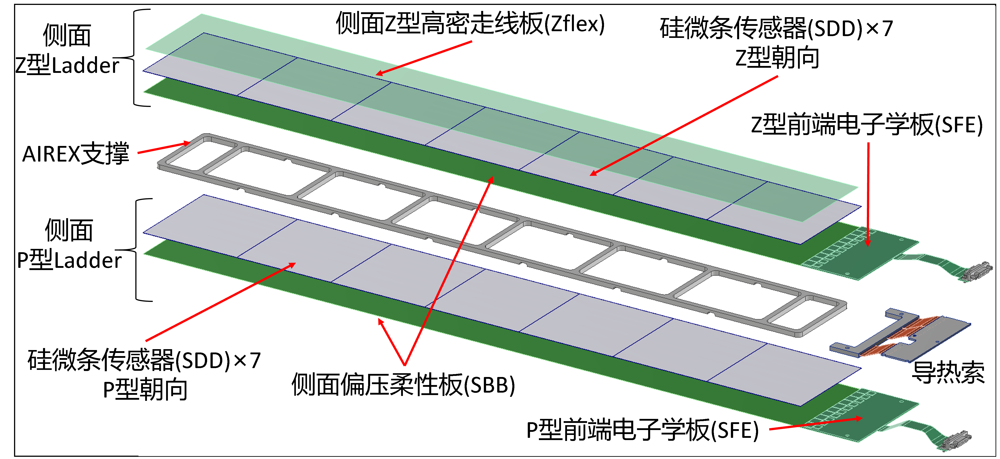 侧面
Z型Ladder
侧面Z型高密走线板(Zflex)
硅微条传感器(SDD)×7
Z型朝向
Z型前端电子学板(SFE)
AIREX支撑
侧面
P型Ladder
硅微条传感器(SDD)×7
P型朝向
侧面偏压柔性板(SBB)
导热索
P型前端电子学板(SFE)